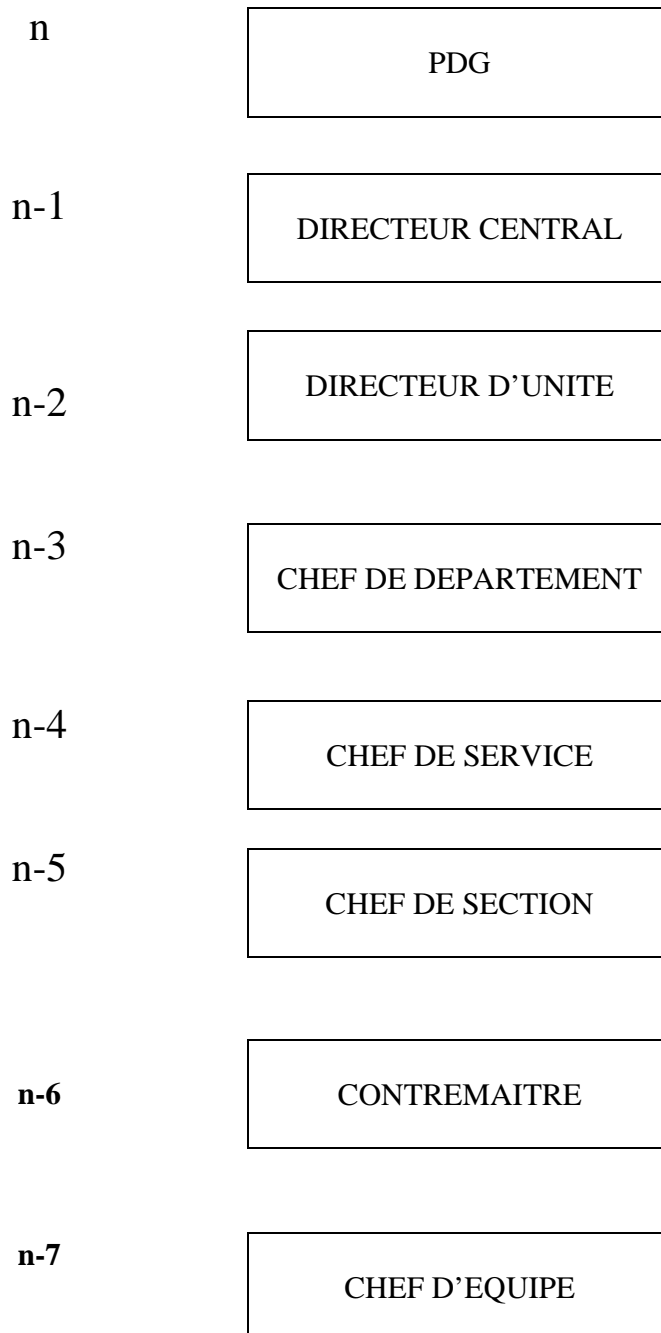 n
PDG
n-1
DIRECTEUR CENTRAL
n-2
DIRECTEUR D’UNITE
n-3
CHEF DE DEPARTEMENT
n-4
CHEF DE SERVICE
n-5
CHEF DE SECTION
n-6
CONTREMAITRE
n-7
CHEF D’EQUIPE